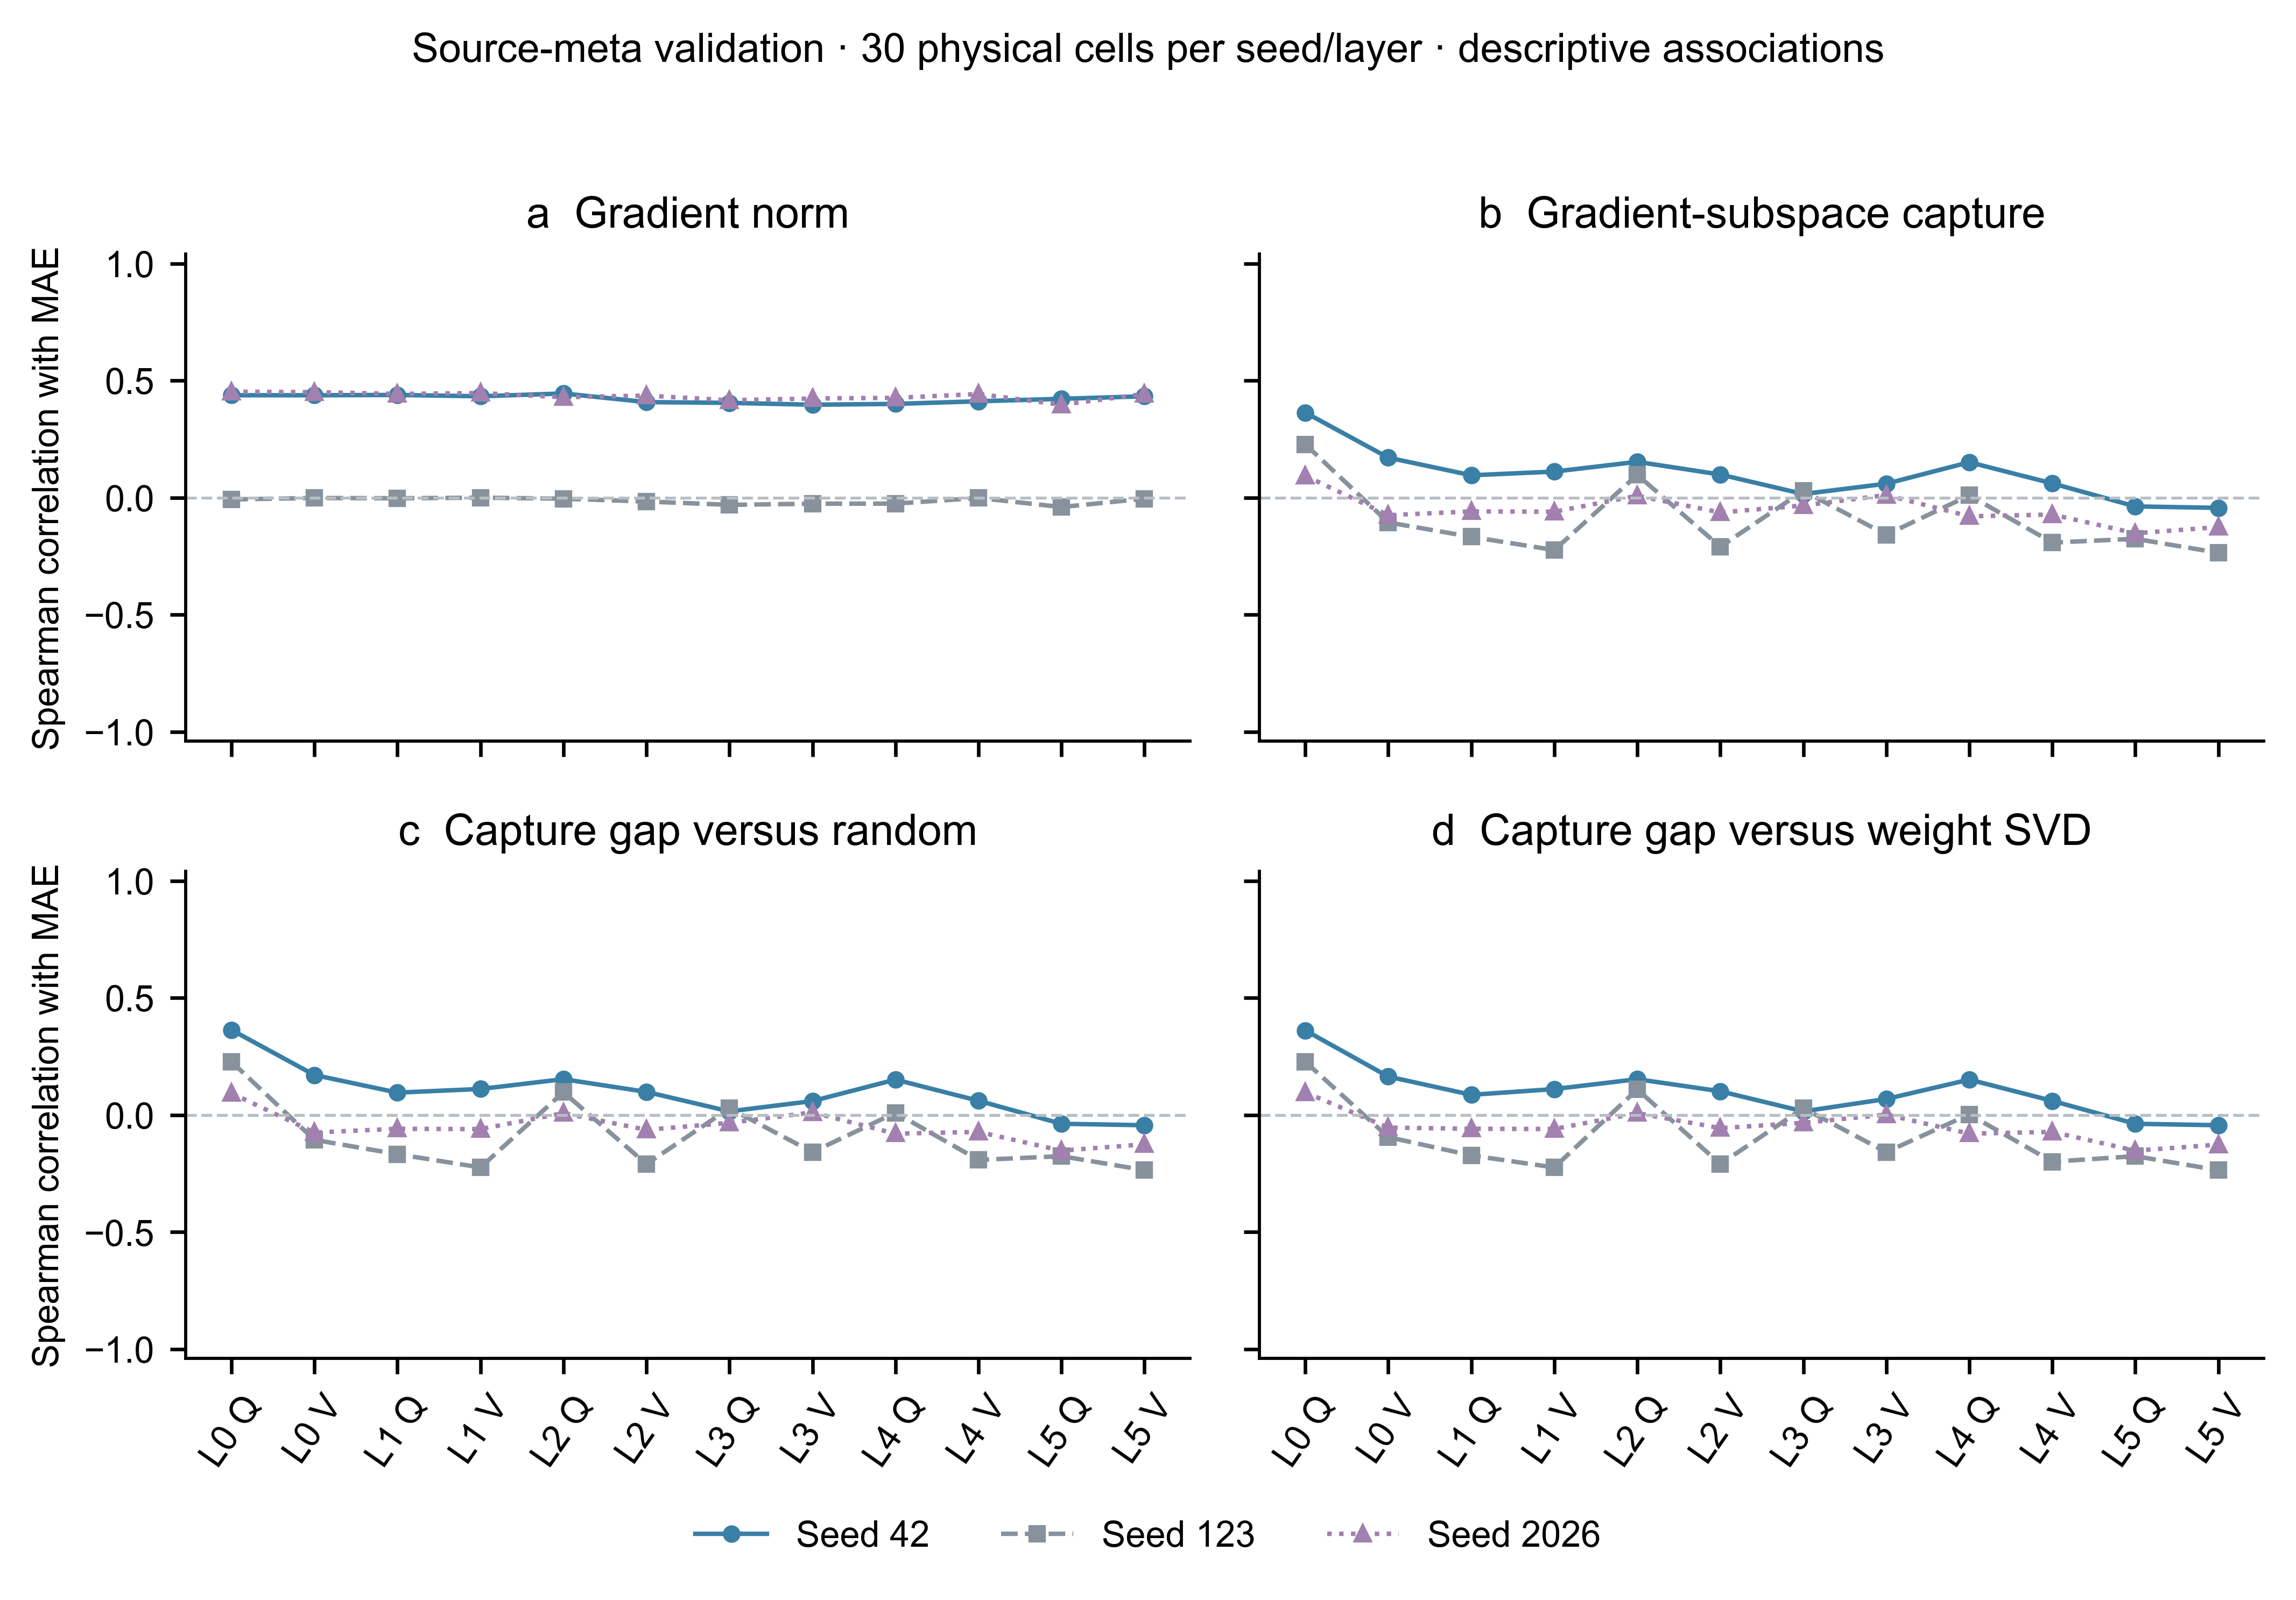 Source-meta validation · 30 physical cells per seed/layer · descriptive associations
a Gradient norm
b Gradient-subspace capture
Spearman correlation with MAE
1.0
0.5
0.0
−0.5
−1.0
c Capture gap versus random
d Capture gap versus weight SVD
Spearman correlation with MAE
1.0
0.5
0.0
−0.5
−1.0
L0 Q
L0 V
L1 Q
L1 V
L2 Q
L2 V
L3 Q
L3 V
L4 Q
L4 V
L5 Q
L5 V
L0 Q
L0 V
L1 Q
L1 V
L2 Q
L2 V
L3 Q
L3 V
L4 Q
L4 V
L5 Q
L5 V
Seed 42
Seed 123
Seed 2026